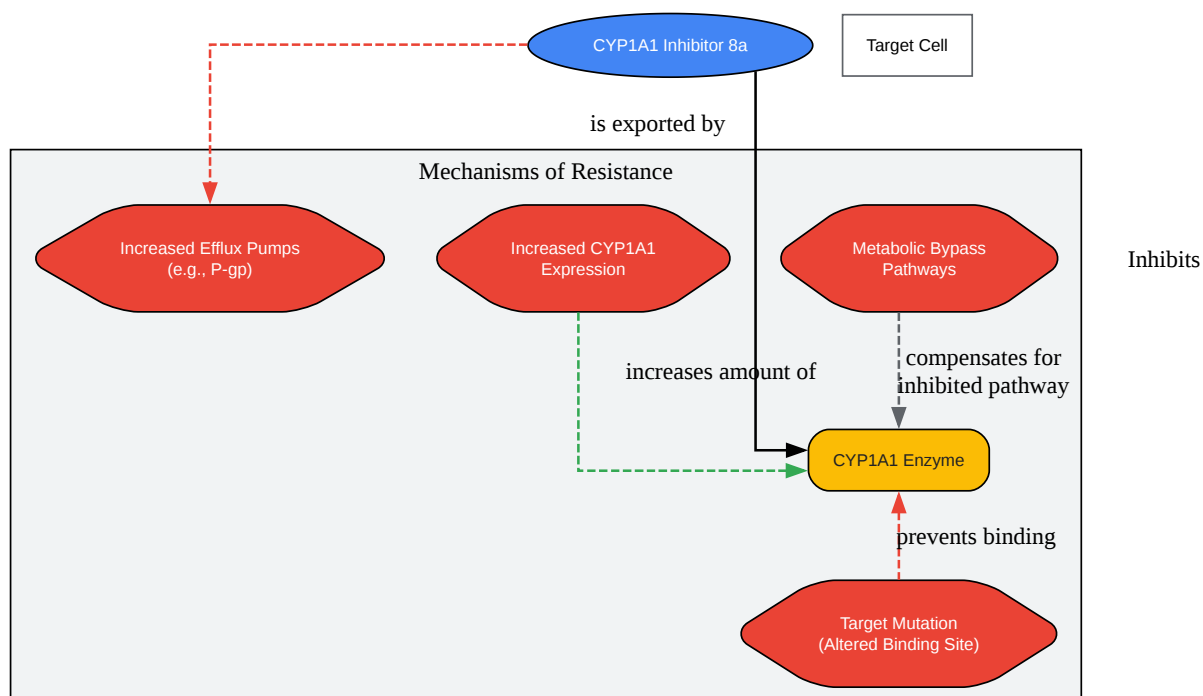 CYP1A1 Inhibitor 8a
Target Cell
is exported by
Mechanisms of Resistance
Increased Efflux Pumps
(e.g., P-gp)
Increased CYP1A1
Expression
Metabolic Bypass
Pathways
Inhibits
increases amount of
compensates for
inhibited pathway
CYP1A1 Enzyme
prevents binding
Target Mutation
(Altered Binding Site)